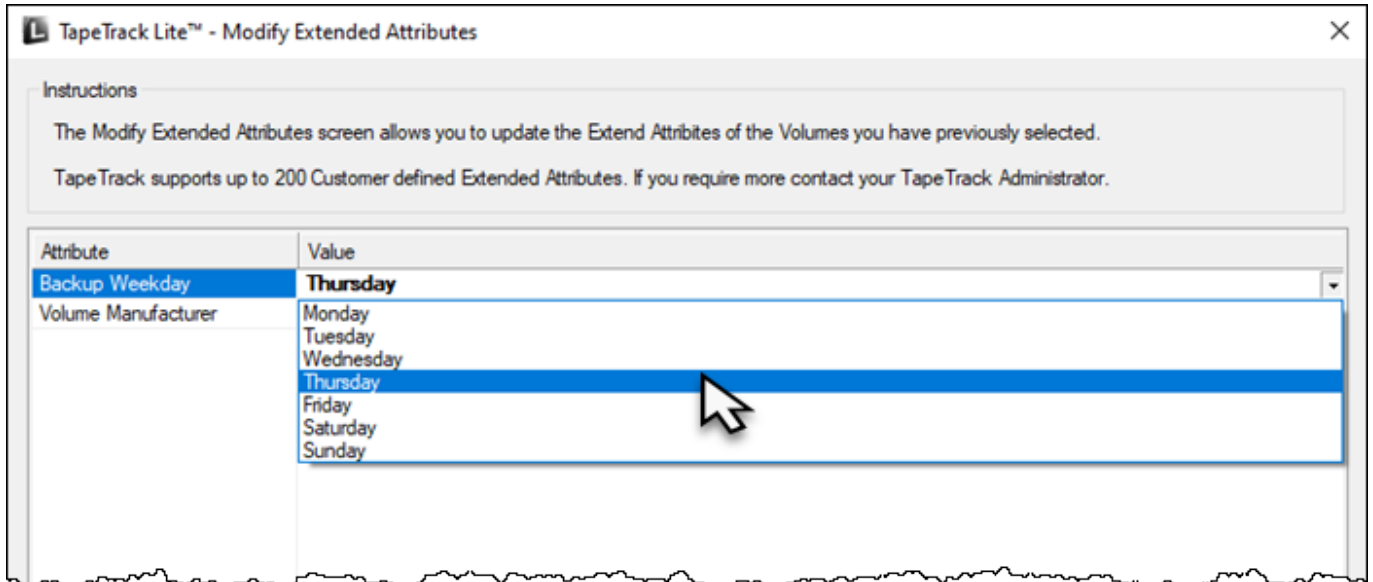 TapeTrack Lite™ - Modify Extended Attributes
Instructions
The Modify Extended Attributes screen allows you to update the Extend Attribites of the Volumes you have previously selected.
TapeTrack supports up to 200 Customer defined Extended Attributes. If you require more contact your TapeTrack Administrator.
Attribute Value
Backup Weekday Thursday
Volume Manufacturer Monday
Tuesday
Wednesday
Thursday
Friday
Saturday
Sunday